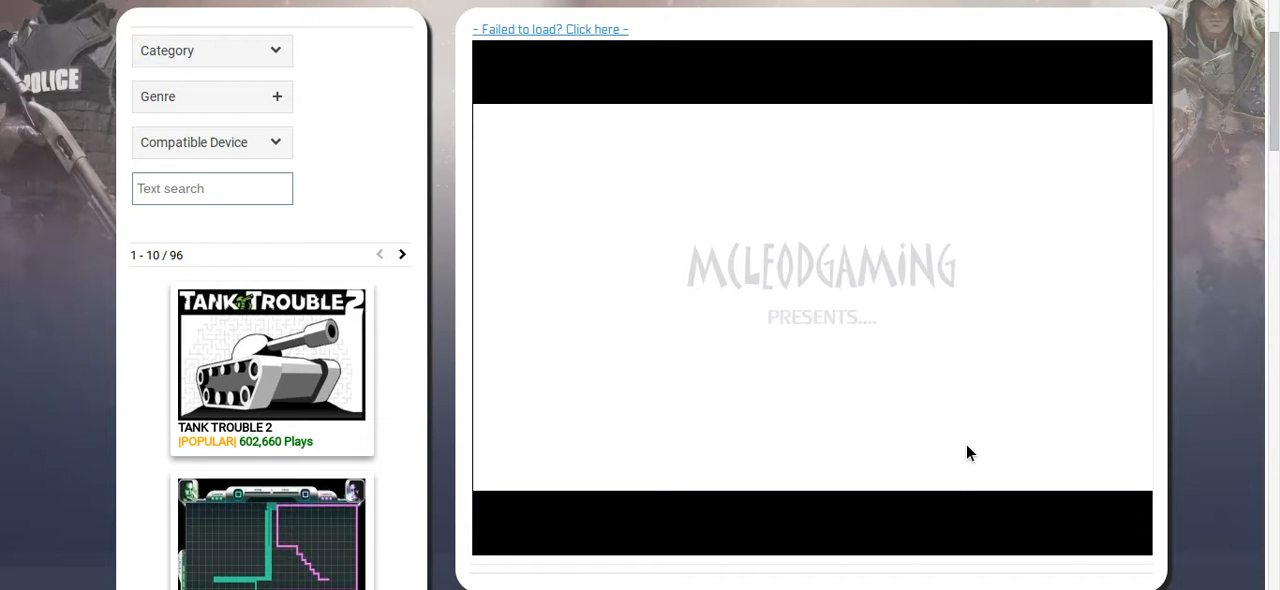 POLICE
Category
Genre
Compatible Device
Text search
1 - 10 / 96
TANK TROUBLE 2
TANK TROUBLE 2
|POPULAR| 602,660 Plays
- Failed to load? Click here -
MCLEODGAMING
PRESENTS....